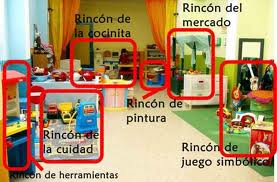 Rincón de
la cocinita
Rincón del
mercado
Rincón de
pintura
Rincón de
la cuidad
Rincón de
juego simbólico
Rincón de herramientas